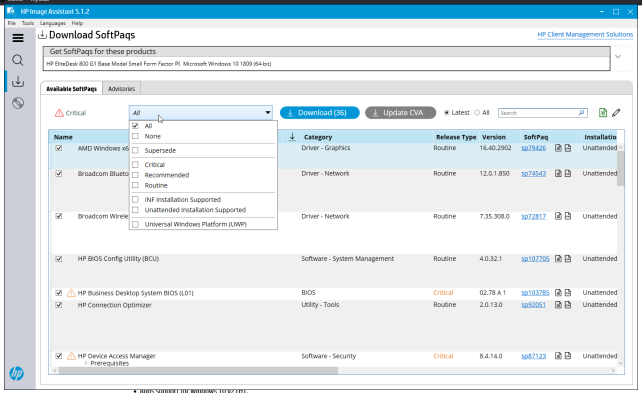 HP Image Assistant 5.1.2
File Tools Languages Help
Download SoftPaqs
HP Client Management Solutions
Get SoftPaqs for these products
HP EliteDesk 800 G1 Base Model Small Form Factor PC Microsoft Windows 10 1809 (64-bit)
Available SoftPaqs Advisories
Critical All Download (36) Update CVA Latest All Search
All
None
Supersede
Critical
Recommended
Routine
INF Installation Supported
Unattended Installation Supported
Universal Windows Platform (UWP)
Name Category Release Type Version SoftPaq Installatio
AMD Windows x6 Driver - Graphics Routine 16.40.2902 sp79426 Unattended
Broadcom Blueto Driver - Network Routine 12.0.1.850 sp74543 Unattended
Broadcom Wirele Driver - Network Routine 7.35.308.0 sp72817 Unattended
HP BIOS Config Utility (BCU) Software - System Management Routine 4.0.32.1 sp107705 Unattended
HP Business Desktop System BIOS (L01) BIOS Critical 02.78 A 1 sp103785 Unattended
HP Connection Optimizer Utility - Tools Routine 2.0.13.0 sp92051 Unattended
HP Device Access Manager Software - Security Critical 8.4.14.0 sp87123 Unattended
Prerequisites
hp
Adds support for Windows 10 v21H1.